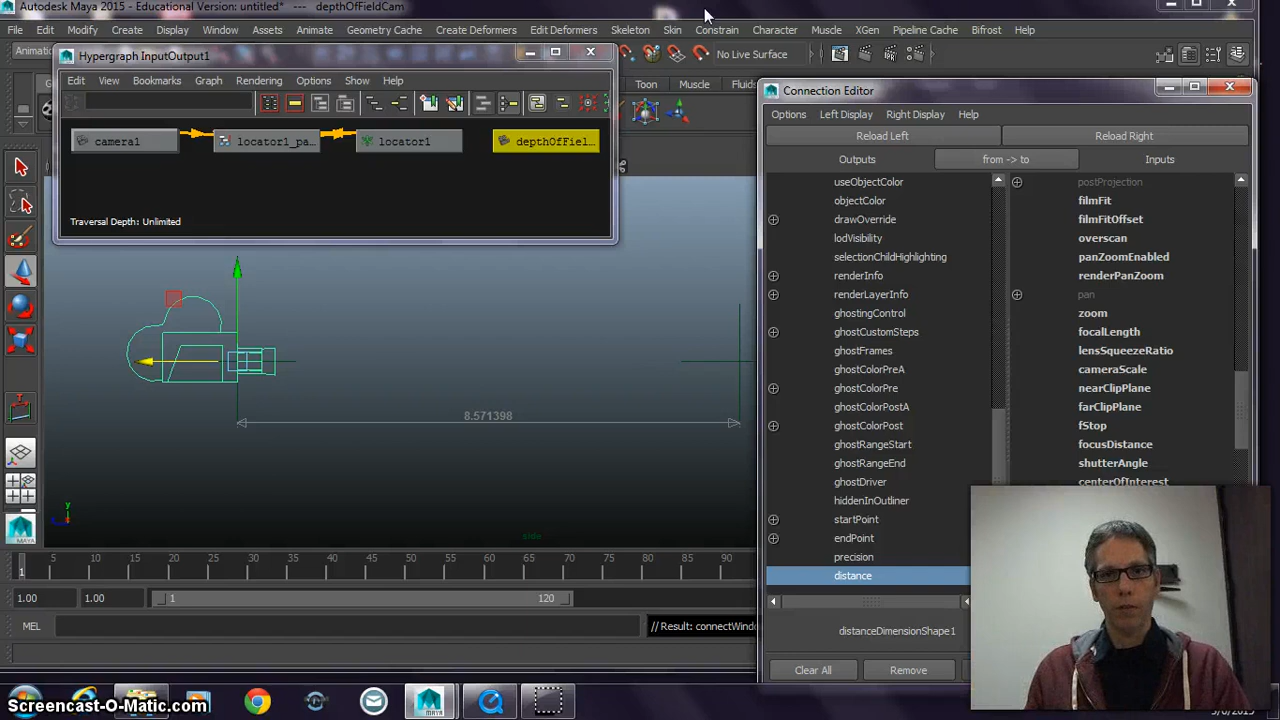 Autodesk Maya 2015 - Educational Version: untitled* --- depthOfFieldCam
File Edit Modify Create Display Window Assets Animate Geometry Cache Create Deformers Edit Deformers Skeleton Skin Constrain Character Muscle XGen Pipeline Cache Bifrost Help
No Live Surface
Toon Muscle Fluids
Hypergraph InputOutput1
Edit View Bookmarks Graph Rendering Options Show Help
camera1 locator1_pa... locator1 depthOfFiel...
Traversal Depth: Unlimited
Connection Editor
Options Left Display Right Display Help
Reload Left Reload Right
Outputs from -> to Inputs
useObjectColor postProjection
objectColor filmFit
drawOverride filmFitOffset
lodVisibility overscan
selectionChildHighlighting panZoomEnabled
renderInfo renderPanZoom
renderLayerInfo pan
ghostingControl zoom
ghostCustomSteps focalLength
ghostFrames lensSqueezeRatio
ghostColorPreA cameraScale
ghostColorPre nearClipPlane
ghostColorPostA farClipPlane
ghostColorPost fStop
ghostRangeStart focusDistance
ghostRangeEnd shutterAngle
ghostDriver centerOfInterest
hiddenInOutliner
startPoint
endPoint
precision
distance
distanceDimensionShape1
Clear All Remove
8.571398
y
side
1 5 10 15 20 25 30 35 40 45 50 55 60 65 70 75 80 85 90
1.00 1.00 1 120
MEL // Result: connectWindo
Screencast-O-Matic.com